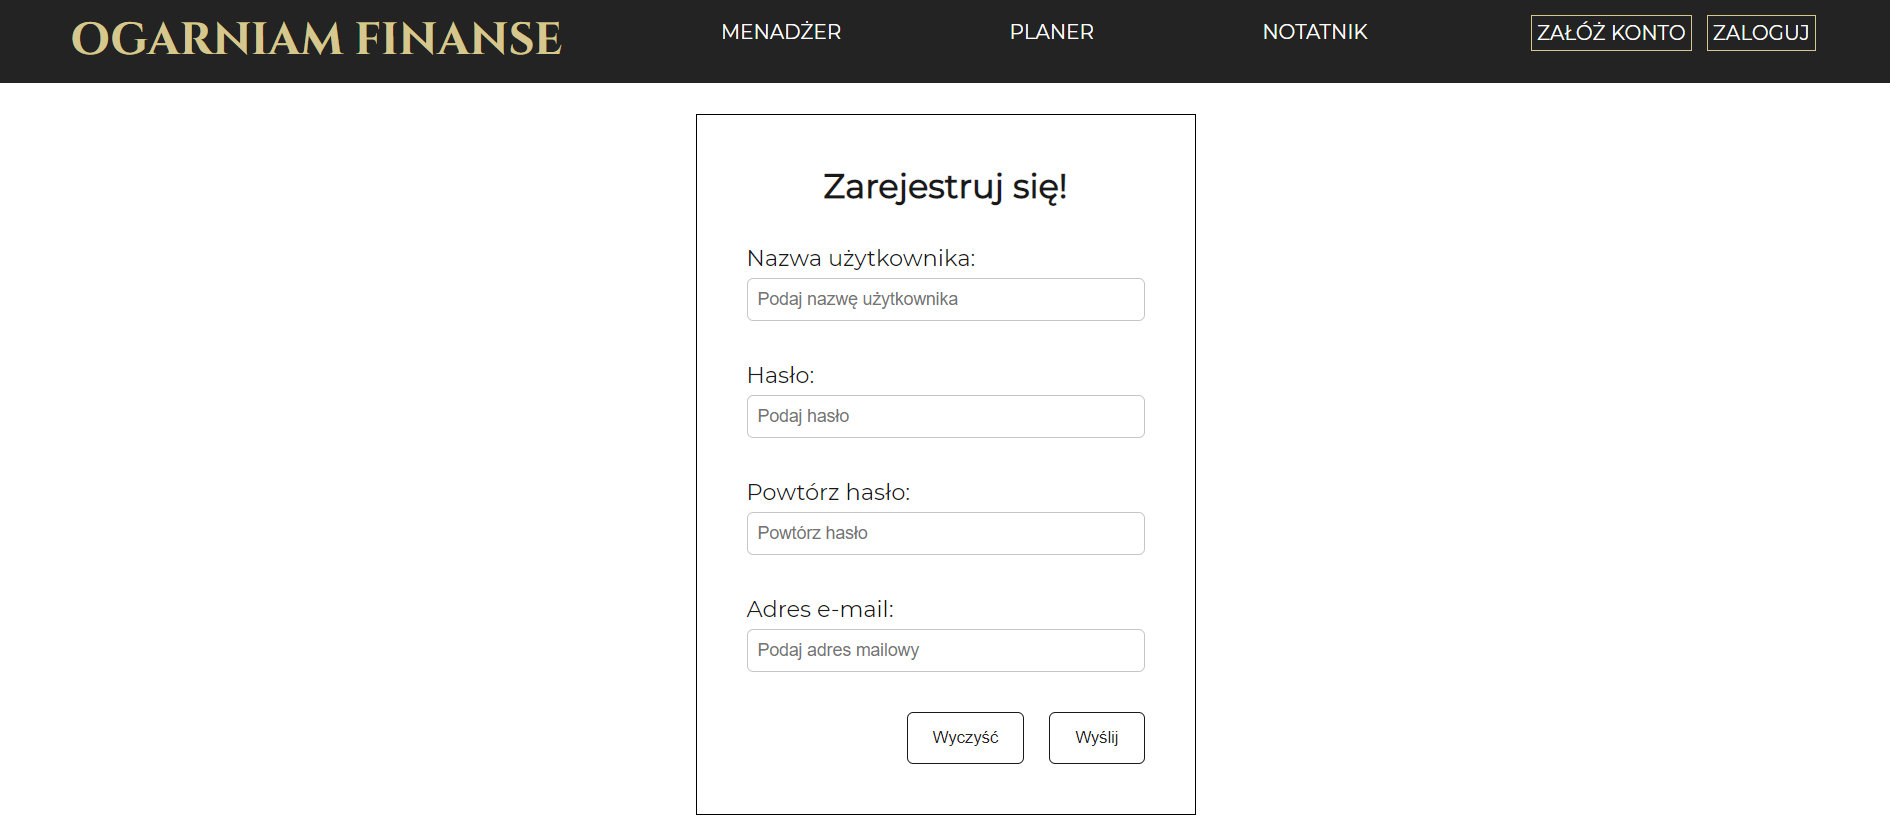 OGARNIAM FINANSE
MENADŻER
PLANER
NOTATNIK
ZAŁÓŻ KONTO
ZALOGUJ
Zarejestruj się!
Nazwa użytkownika:
Podaj nazwę użytkownika
Hasło:
Podaj hasło
Powtórz hasło:
Powtórz hasło
Adres e-mail:
Podaj adres mailowy
Wyczyść
Wyślij